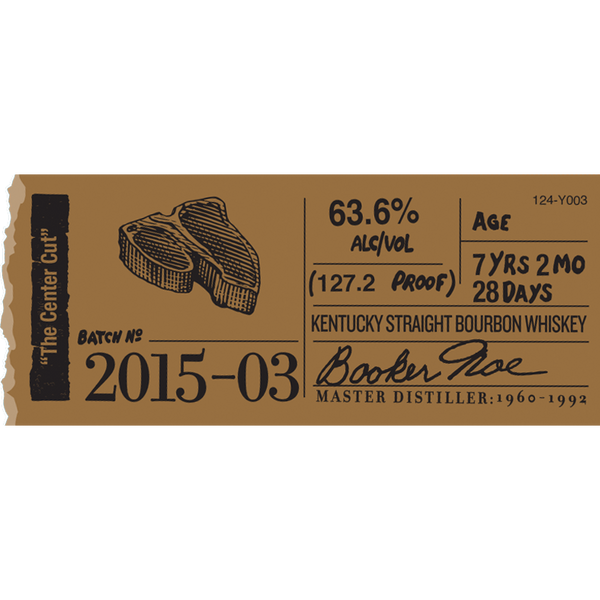 "The Center Cut"
BATCH Nº
2015-03
63.6%
ALC/VOL
(127.2 PROOF)
124-Y003
AGE
7 YRS 2 MO
28 DAYS
KENTUCKY STRAIGHT BOURBON WHISKEY
Booker Noe
MASTER DISTILLER: 1960-1992